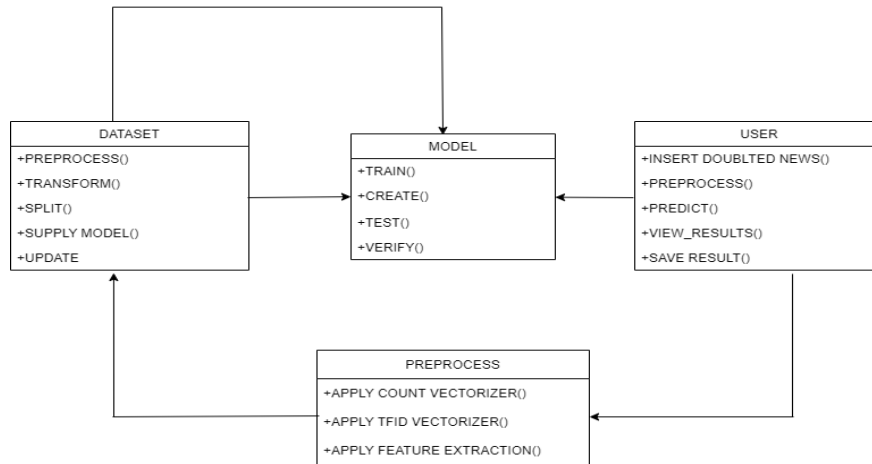 DATASET
+PREPROCESS()
+TRANSFORM()
+SPLIT()
+SUPPLY MODEL()
+UPDATE
MODEL
+TRAIN()
+CREATE()
+TEST()
+VERIFY()
USER
+INSERT DOUBLTED NEWS()
+PREPROCESS()
+PREDICT()
+VIEW_RESULTS()
+SAVE RESULT()
PREPROCESS
+APPLY COUNT VECTORIZER()
+APPLY TFID VECTORIZER()
+APPLY FEATURE EXTRACTION()